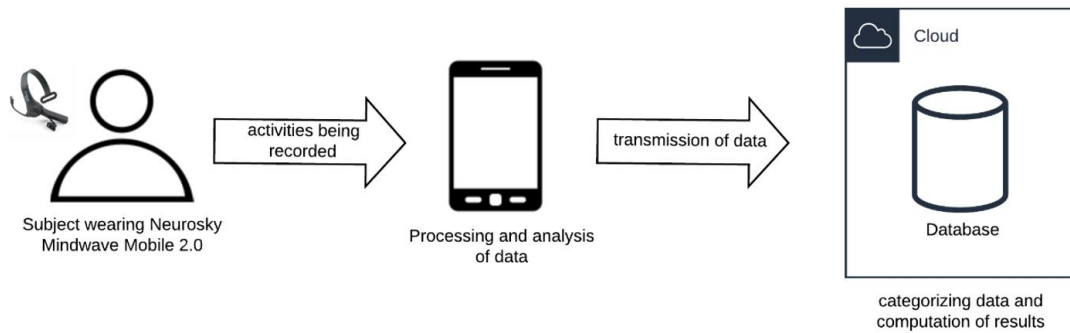 Cloud
activities being
recorded
transmission of data
Subject wearing Neurosky
Mindwave Mobile 2.0
Processing and analysis
of data
Database
categorizing data and
computation of results